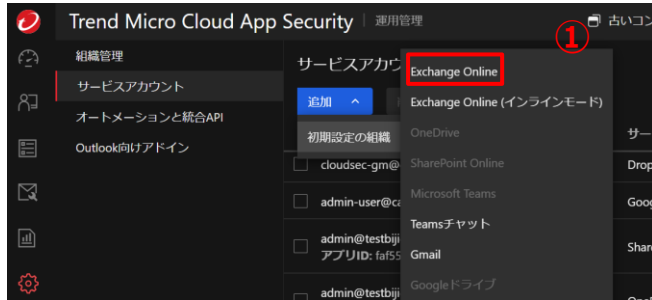 Trend Micro Cloud App Security 運用管理
①
古いコン
組織管理
サービスアカウント
オートメーションと統合API
Outlook向けアドイン
サービスアカウ
追加
初期設定の組織
Exchange Online
Exchange Online (インラインモード)
OneDrive
SharePoint Online
Microsoft Teams
Teamsチャット
Gmail
Googleドライブ
サー
cloudsec-gm@
Drop
admin-user@ca
Goog
admin@testbiji
アプリID: faf55
Shar
admin@testbiji